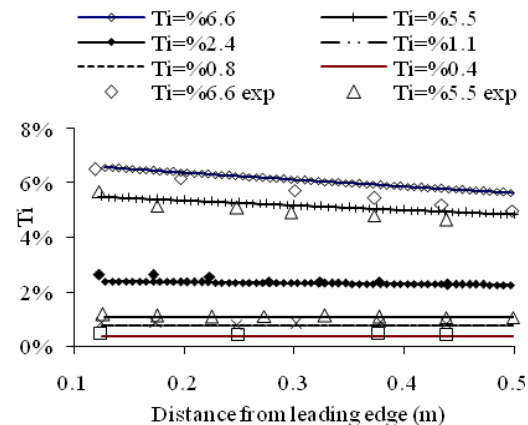 Ti=%6.6 Ti=%5.5
Ti=%2.4 Ti=%1.1
Ti=%0.8 Ti=%0.4
Ti=%6.6 exp Ti=%5.5 exp
8%
6%
4%
2%
0%
Ti
0.1 0.2 0.3 0.4 0.5
Distance from leading edge (m)